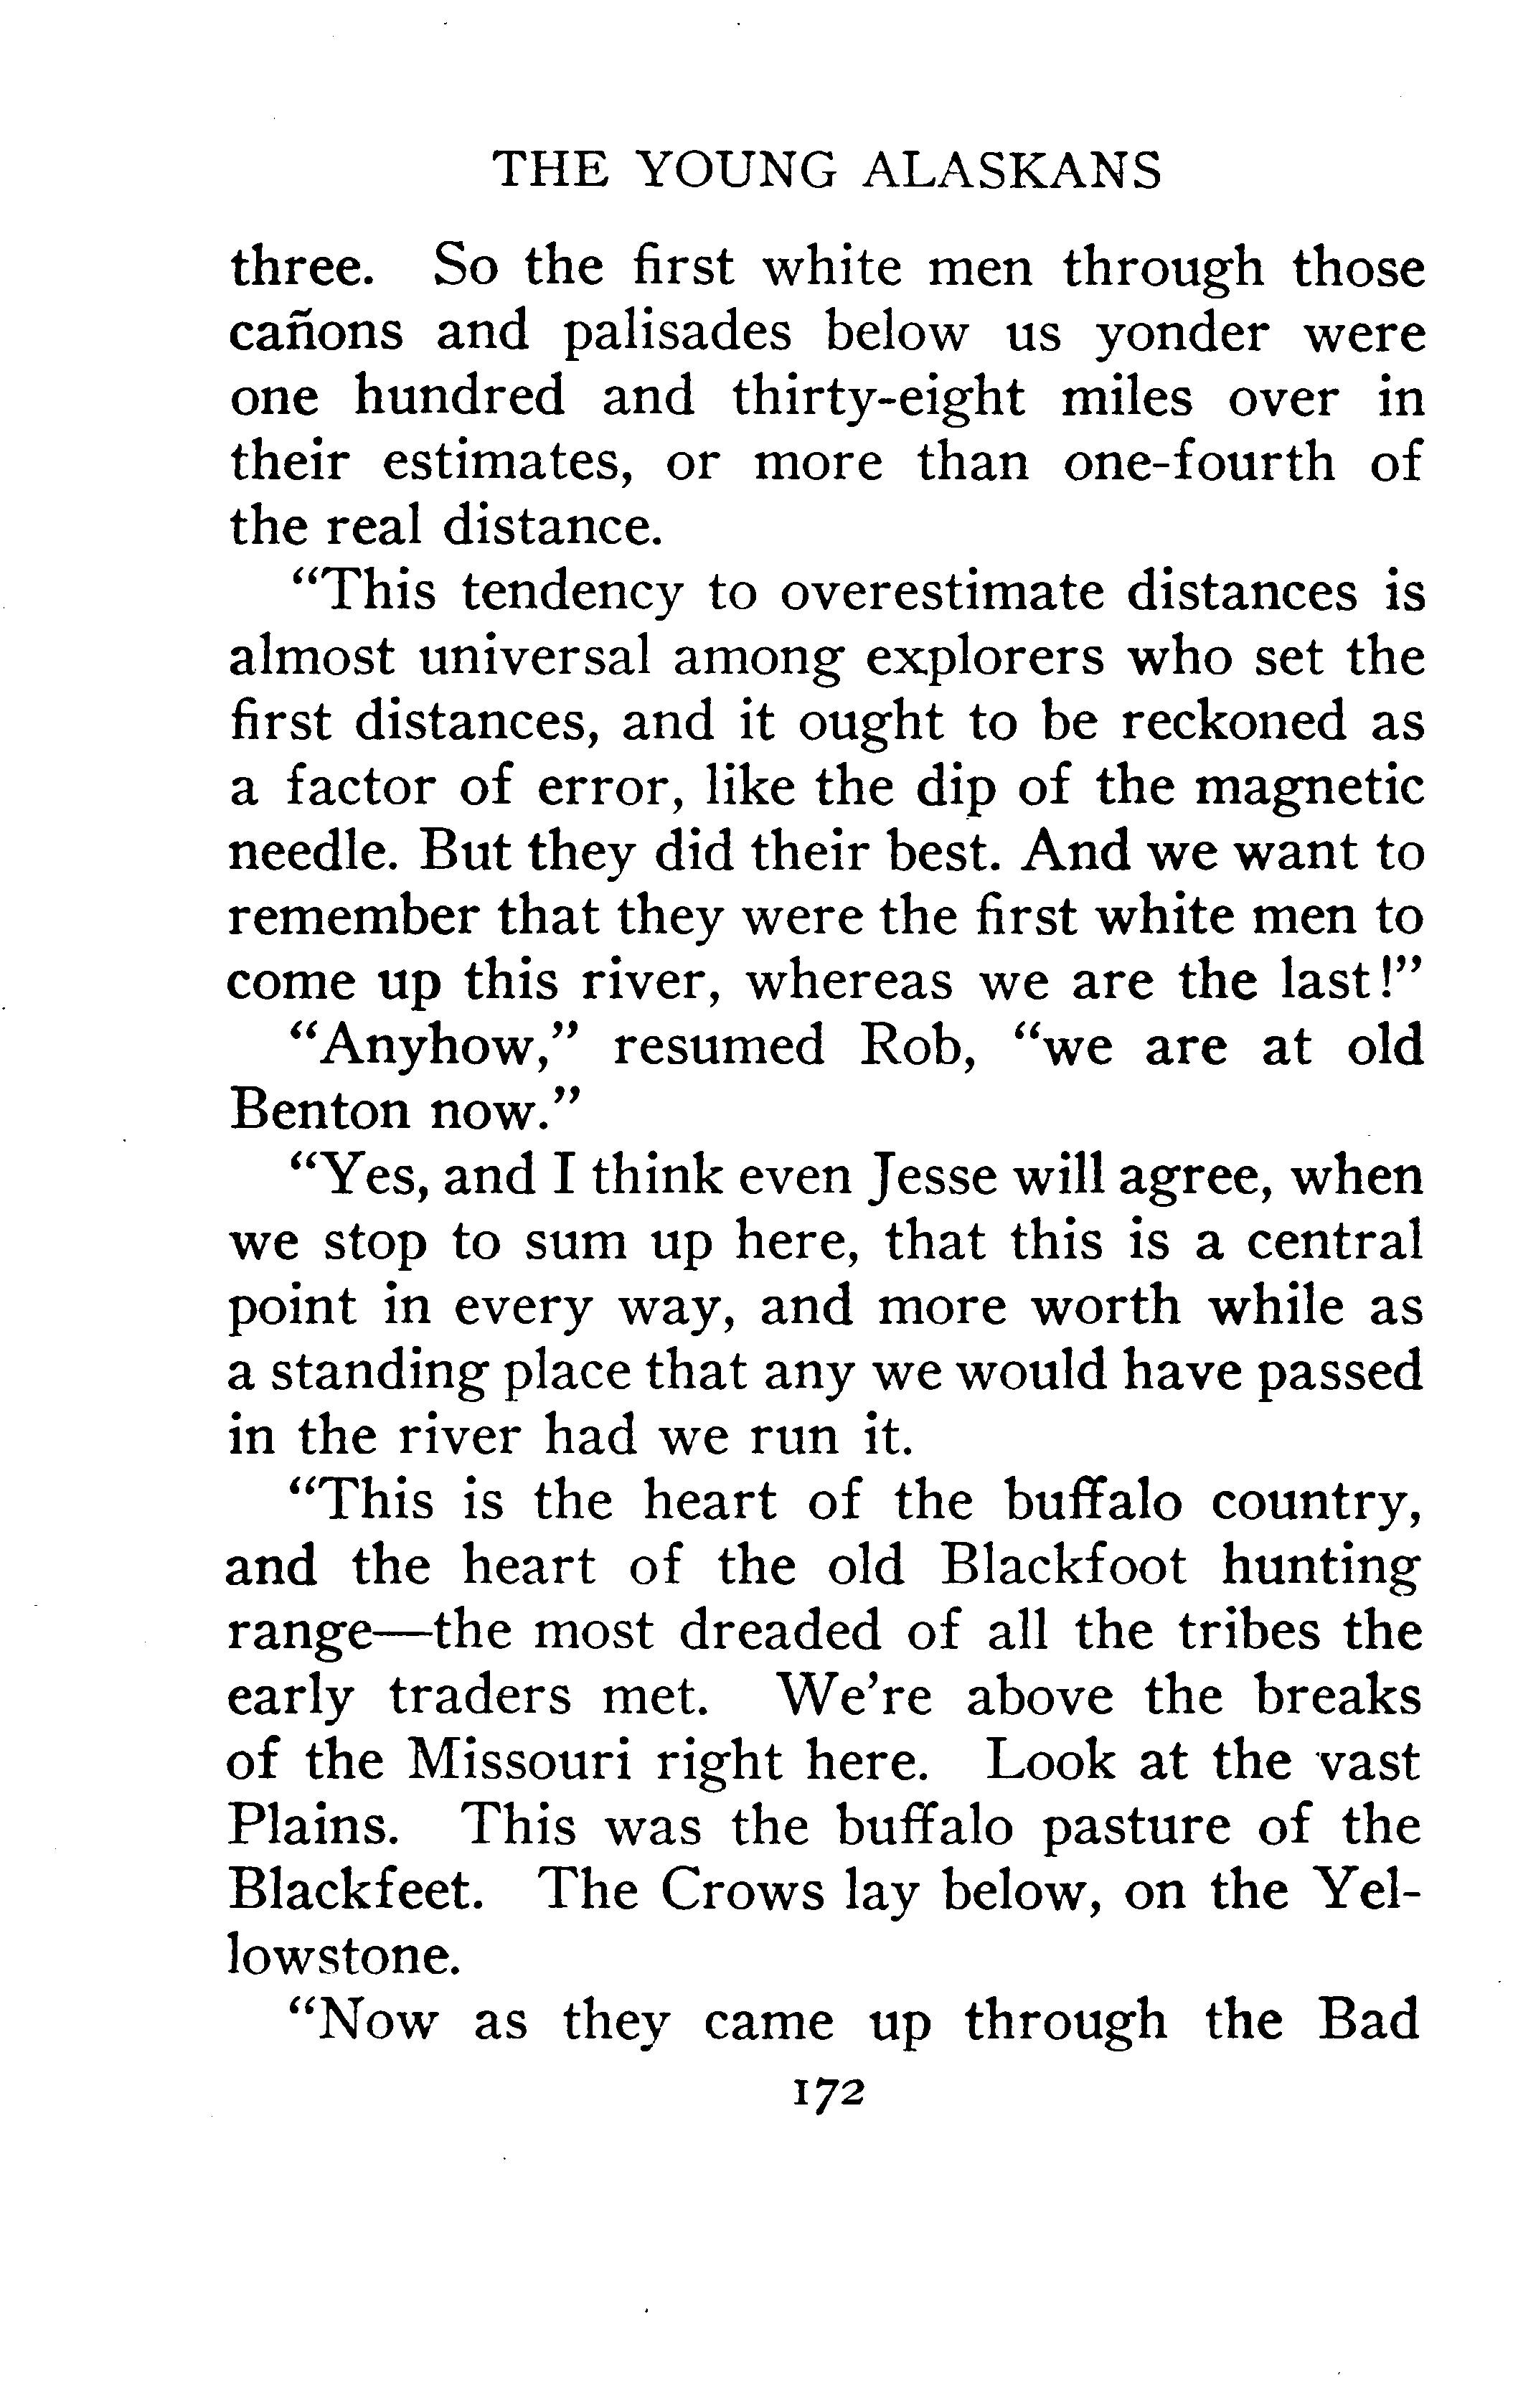 THE YOUNG ALASKANS
three. So the first white men through those
cañons and palisades below us yonder were
one hundred and thirty-eight miles over in
their estimates, or more than one-fourth of
the real distance.
"This tendency to overestimate distances is
almost universal among explorers who set the
first distances, and it ought to be reckoned as
a factor of error, like the dip of the magnetic
needle. But they did their best. And we want to
remember that they were the first white men to
come up this river, whereas we are the last!"
"Anyhow," resumed Rob, "we are at old
Benton now."
"Yes, and I think even Jesse will agree, when
we stop to sum up here, that this is a central
point in every way, and more worth while as
a standing place that any we would have passed
in the river had we run it.
"This is the heart of the buffalo country,
and the heart of the old Blackfoot hunting
range—the most dreaded of all the tribes the
early traders met. We're above the breaks
of the Missouri right here. Look at the vast
Plains. This was the buffalo pasture of the
Blackfeet. The Crows lay below, on the Yel-
lowstone.
"Now as they came up through the Bad
172